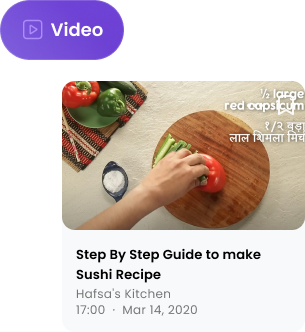 Video
½ large
red capsicum
१/२ बड़ा
लाल शिमला मिर्च
Step By Step Guide to make
Sushi Recipe
Hafsa's Kitchen
17:00 · Mar 14, 2020